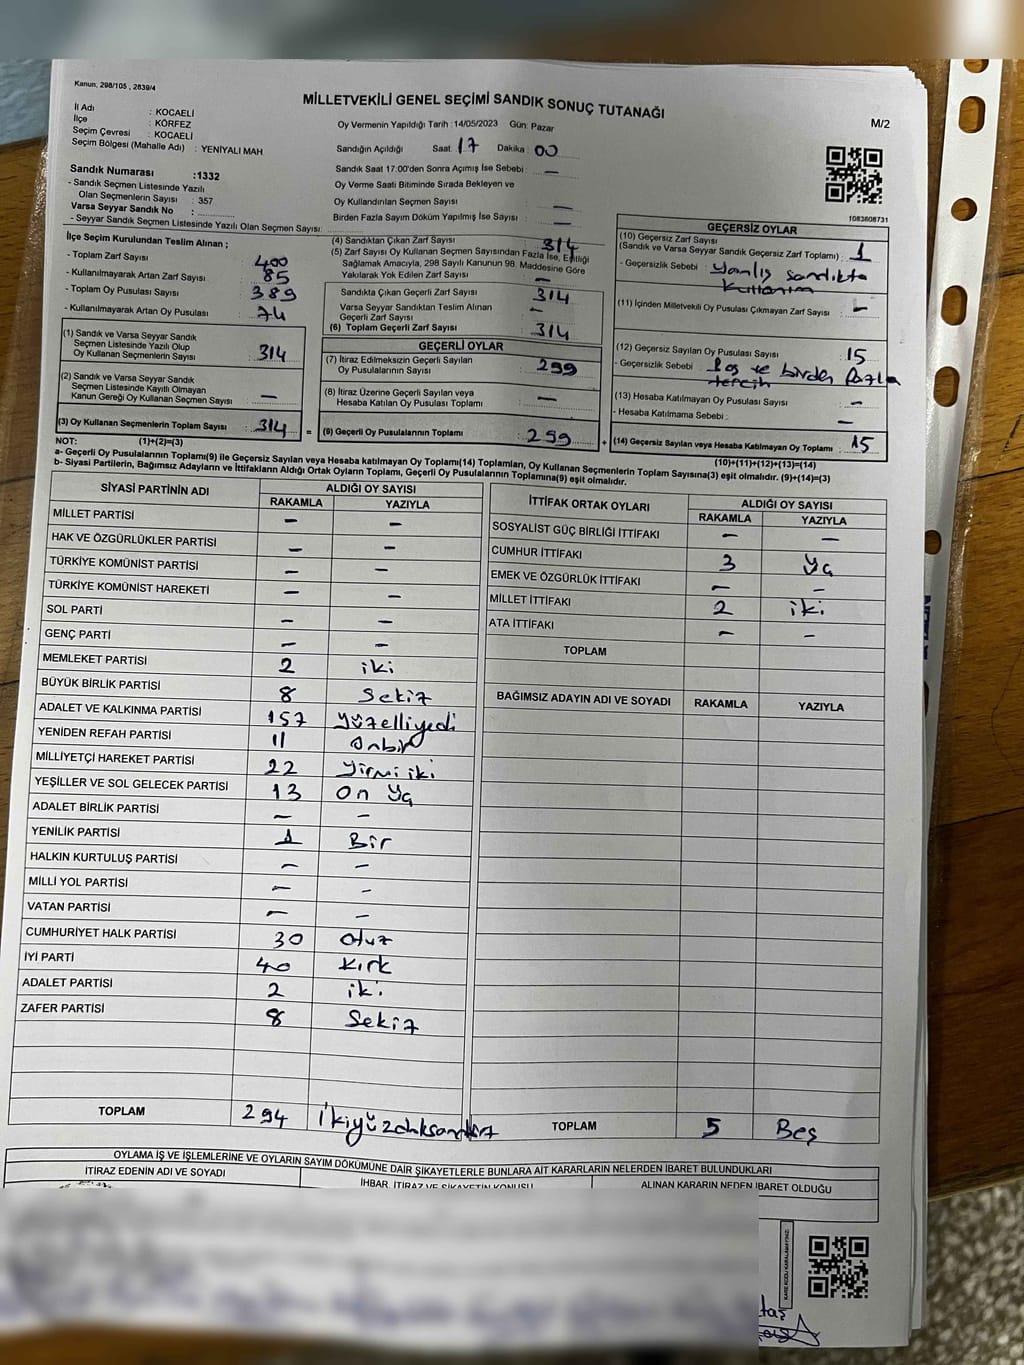 Kanun; 298/105 , 2839/4
MİLLETVEKİLİ GENEL SEÇİMİ SANDIK SONUÇ TUTANAĞI
M/2
İl Adı : KOCAELİ
İlçe : KÖRFEZ
Seçim Çevresi : KOCAELİ
Seçim Bölgesi (Mahalle Adı) : YENİYALI MAH
Oy Vermenin Yapıldığı Tarih :14/05/2023 Gün: Pazar
Sandığın Açıldığı Saat: 17 Dakika: 00
Sandık Saat 17:00'den Sonra Açımış İse Sebebi : —
Oy Verme Saati Bitiminde Sırada Bekleyen ve
Oy Kullandırılan Seçmen Sayısı : —
Birden Fazla Sayım Döküm Yapılmış İse Sayısı : —
1083608731
Sandık Numarası :1332
- Sandık Seçmen Listesinde Yazılı
Olan Seçmenlerin Sayısı : 357
Varsa Seyyar Sandık No :
- Seyyar Sandık Seçmen Listesinde Yazılı Olan Seçmen Sayısı:
İlçe Seçim Kurulundan Teslim Alınan ;
- Toplam Zarf Sayısı 400
- Kullanılmayarak Artan Zarf Sayısı 85
- Toplam Oy Pusulası Sayısı 389
- Kullanılmayarak Artan Oy Pusulası 74
(1) Sandık ve Varsa Seyyar Sandık
Seçmen Listesinde Yazılı Olup
Oy Kullanan Seçmenlerin Sayısı : 314
(2) Sandık ve Varsa Seyyar Sandık
Seçmen Listesinde Kayıtlı Olmayan
Kanun Gereği Oy Kullanan Seçmen Sayısı : —
(3) Oy Kullanan Seçmenlerin Toplam Sayısı : 314 =
(4) Sandıktan Çıkan Zarf Sayısı : 314
(5) Zarf Sayısı Oy Kullanan Seçmen Sayısından Fazla İse, Eşitliği
Sağlamak Amacıyla, 298 Sayılı Kanunun 98. Maddesine Göre
Yakılarak Yok Edilen Zarf Sayısı : —
Sandıkta Çıkan Geçerli Zarf Sayısı : 314
Varsa Seyyar Sandıktan Teslim Alınan
Geçerli Zarf Sayısı : —
(6) Toplam Geçerli Zarf Sayısı : 314
GEÇERLİ OYLAR
(7) İtiraz Edilmeksizin Geçerli Sayılan
Oy Pusulalarının Sayısı : 299
(8) İtiraz Üzerine Geçerli Sayılan veya
Hesaba Katılan Oy Pusulası Toplamı : —
(9) Geçerli Oy Pusulalarının Toplamı : 299 +
GEÇERSİZ OYLAR
(10) Geçersiz Zarf Sayısı
(Sandık ve Varsa Seyyar Sandık Geçersiz Zarf Toplamı) : 1
- Geçersizlik Sebebi : Yanlış sandıkta
kullanım
(11) İçinden Milletvekili Oy Pusulası Çıkmayan Zarf Sayısı : —
(12) Geçersiz Sayılan Oy Pusulası Sayısı : 15
- Geçersizlik Sebebi : Boş ve birden fazla
tercih
(13) Hesaba Katılmayan Oy Pusulası Sayısı : —
- Hesaba Katılmama Sebebi : —
(14) Geçersiz Sayılan veya Hesaba Katılmayan Oy Toplamı : 15
NOT: (1)+(2)=(3)
(10)+(11)+(12)+(13)=(14)
a- Geçerli Oy Pusulaları Toplamı(9) ile Geçersiz Sayılan veya Hesaba katılmayan Oy Toplamı(14) Toplamları, Oy Kullanan Seçmenlerin Toplam Sayısına(3) eşit olmalıdır. (9)+(14)=(3)
b- Siyasi Partilerin, Bağımsız Adayların ve İttifakların Aldığı Ortak Oyların Toplamı, Geçerli Oy Pusulalarının Toplamına(9) eşit olmalıdır.
SİYASİ PARTİNİN ADI ALDIĞI OY SAYISI
RAKAMLA YAZIYLA
MİLLET PARTİSİ — —
HAK VE ÖZGÜRLÜKLER PARTİSİ — —
TÜRKİYE KOMÜNİST PARTİSİ — —
TÜRKİYE KOMÜNİST HAREKETİ — —
SOL PARTİ — —
GENÇ PARTİ — —
MEMLEKET PARTİSİ 2 iki
BÜYÜK BİRLİK PARTİSİ 8 Sekiz
ADALET VE KALKINMA PARTİSİ 157 Yüzelliyedi
YENİDEN REFAH PARTİSİ 11 Onbir
MİLLİYETÇİ HAREKET PARTİSİ 22 Yirmi iki
YEŞİLLER VE SOL GELECEK PARTİSİ 13 On Üç
ADALET BİRLİK PARTİSİ — —
YENİLİK PARTİSİ 1 Bir
HALKIN KURTULUŞ PARTİSİ — —
MİLLİ YOL PARTİSİ — —
VATAN PARTİSİ — —
CUMHURİYET HALK PARTİSİ 30 Otuz
İYİ PARTİ 40 Kırk
ADALET PARTİSİ 2 iki
ZAFER PARTİSİ 8 Sekiz
TOPLAM 294 İkiyüzdoksandört
İTTİFAK ORTAK OYLARI ALDIĞI OY SAYISI
RAKAMLA YAZIYLA
SOSYALİST GÜÇ BİRLİĞİ İTTİFAKI — —
CUMHUR İTTİFAKI 3 Üç
EMEK VE ÖZGÜRLÜK İTTİFAKI — —
MİLLET İTTİFAKI 2 iki
ATA İTTİFAKI — —
TOPLAM
BAĞIMSIZ ADAYIN ADI VE SOYADI RAKAMLA YAZIYLA
TOPLAM 5 Beş
OYLAMA İŞ VE İŞLEMLERİNE VE OYLARIN SAYIM DÖKÜMÜNE DAİR ŞİKAYETLERLE BUNLARA AİT KARARLARIN NELERDEN İBARET BULUNDUKLARI
İTİRAZ EDENİN ADI VE SOYADI
İHBAR, İTİRAZ VE ŞİKAYETİN KONUSU
ALINAN KARARIN NEDEN İBARET OLDUĞU